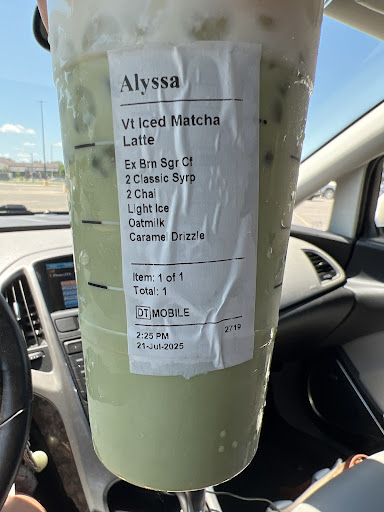 Alyssa
Vt Iced Matcha
Latte
Ex Brn Sgr Cf
2 Classic Syrp
2 Chai
Light Ice
Oatmilk
Caramel Drizzle
Item: 1 of 1
Total: 1
DT MOBILE
2:25 PM 2719
21-Jul-2025